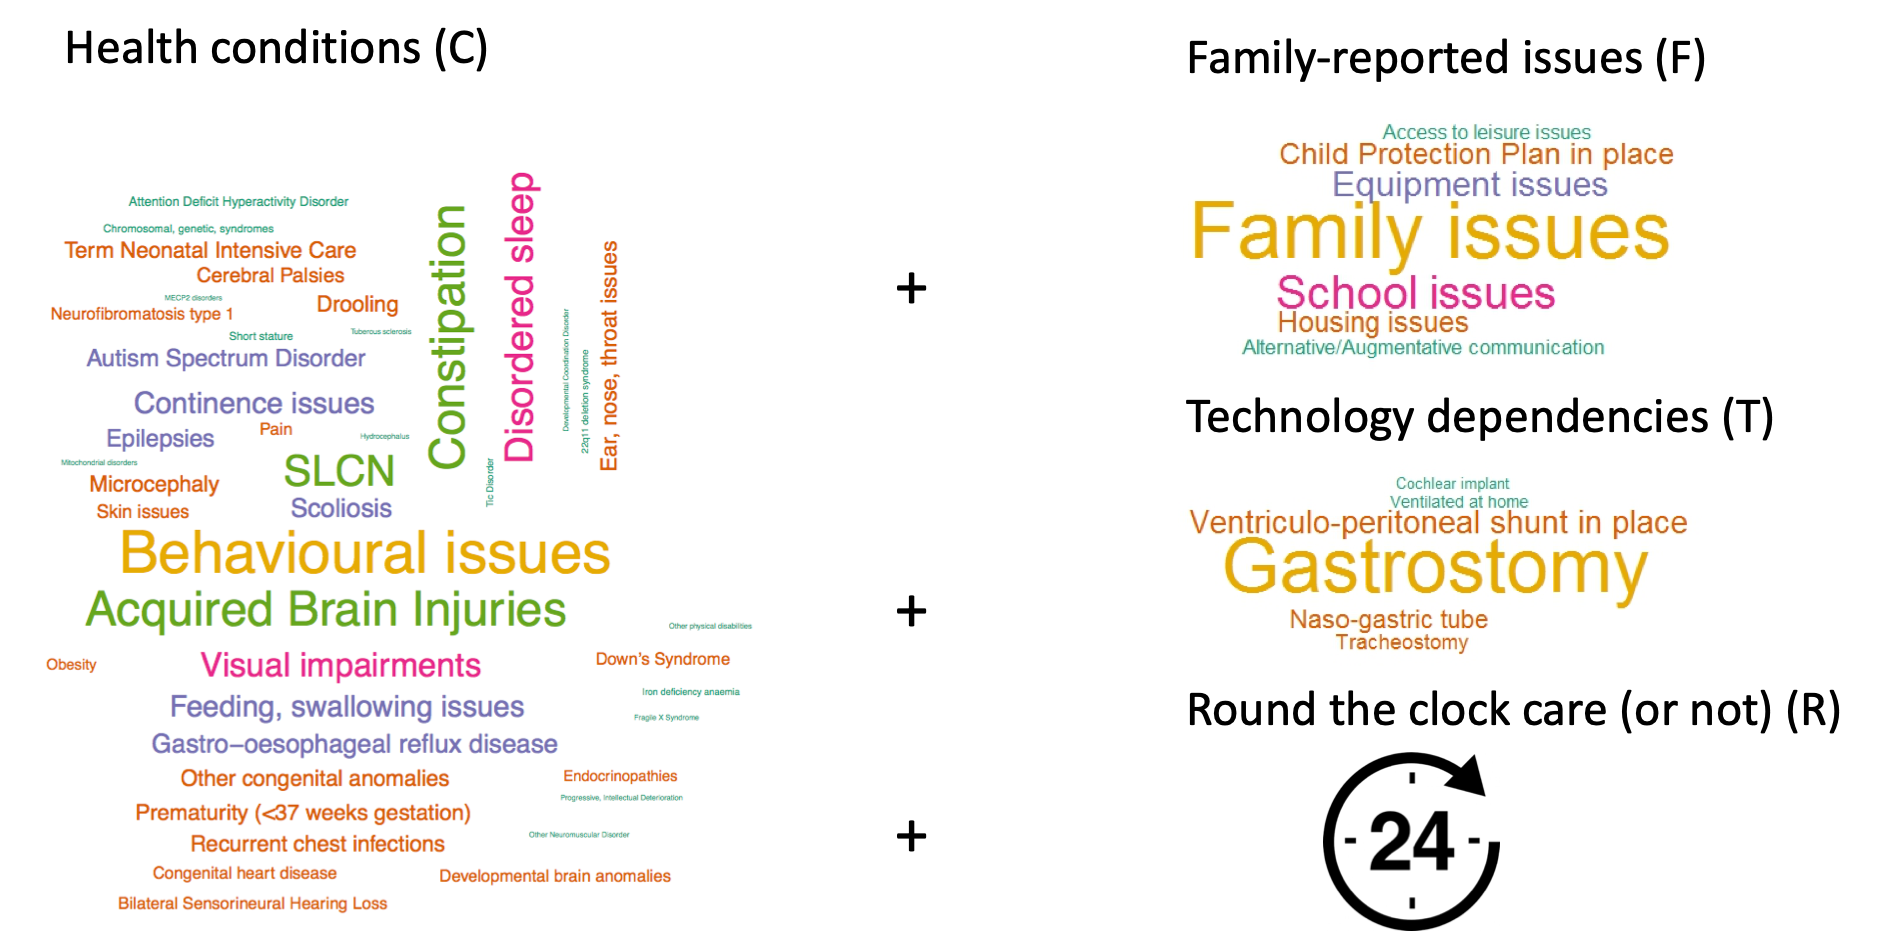 Health conditions (C)
Attention Deficit Hyperactivity Disorder
Chromosomal, genetic, syndromes
Term Neonatal Intensive Care
Cerebral Palsies
MECP2 disorders
Drooling
Neurofibromatosis type 1
Tuberous sclerosis
Short stature
Autism Spectrum Disorder
Continence issues
Pain
Epilepsies
Hydrocephalus
Mitochondrial disorders
SLCN
Microcephaly
Scoliosis
Skin issues
Constipation
Tic Disorder
Disordered sleep
Developmental Coordination Disorder
22q11 deletion syndrome
Ear, nose, throat issues
Behavioural issues
Acquired Brain Injuries
Other physical disabilities
Obesity
Visual impairments
Down's Syndrome
Iron deficiency anaemia
Feeding, swallowing issues
Fragile X Syndrome
Gastro−oesophageal reflux disease
Other congenital anomalies
Endocrinopathies
Progressive, Intellectual Deterioration
Prematurity (<37 weeks gestation)
Other Neuromuscular Disorder
Recurrent chest infections
Congenital heart disease
Developmental brain anomalies
Bilateral Sensorineural Hearing Loss
+
+
+
Family-reported issues (F)
Access to leisure issues
Child Protection Plan in place
Equipment issues
Family issues
School issues
Housing issues
Alternative/Augmentative communication
Technology dependencies (T)
Cochlear implant
Ventilated at home
Ventriculo-peritoneal shunt in place
Gastrostomy
Naso-gastric tube
Tracheostomy
Round the clock care (or not) (R)
24